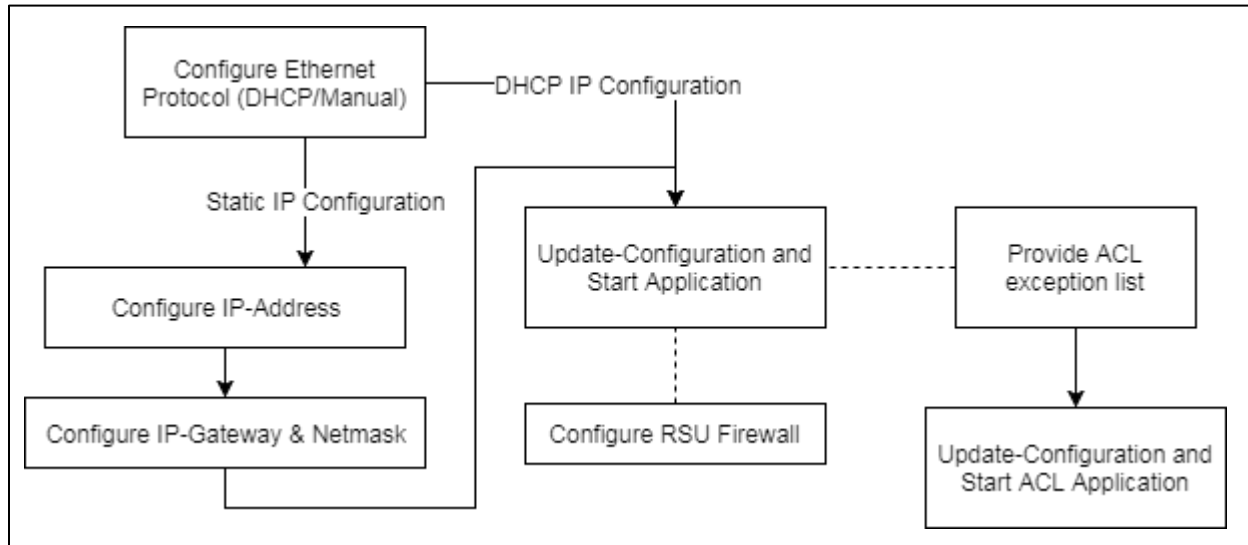 Configure Ethernet
Protocol (DHCP/Manual)
DHCP IP Configuration
Static IP Configuration
Configure IP-Address
Configure IP-Gateway & Netmask
Update-Configuration and
Start Application
Configure RSU Firewall
Provide ACL
exception list
Update-Configuration and
Start ACL Application